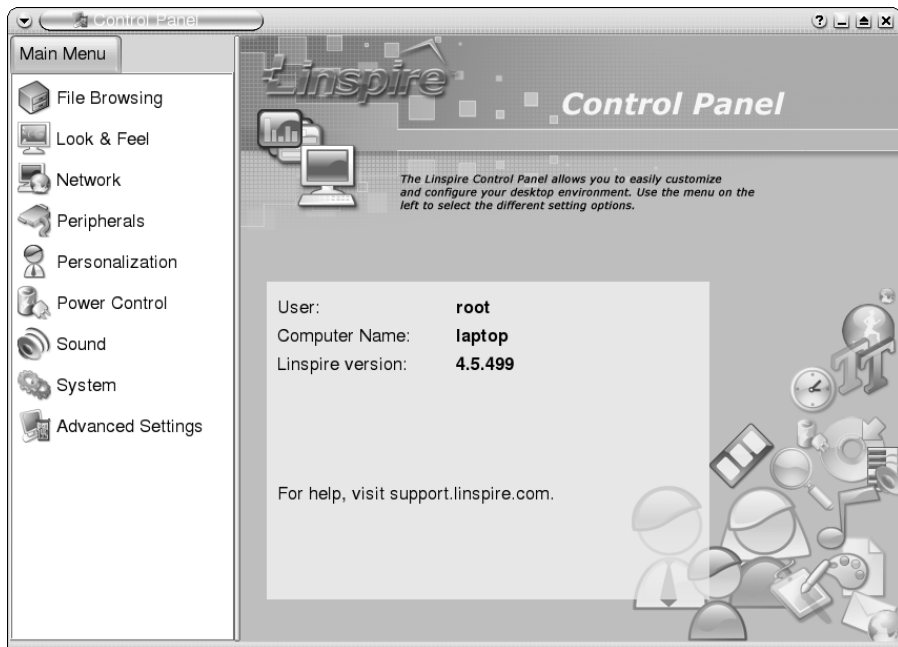 Control Panel
Main Menu
File Browsing
Look & Feel
Network
Peripherals
Personalization
Power Control
Sound
System
Advanced Settings
Linspire
Control Panel
The Linspire Control Panel allows you to easily customize
and configure your desktop environment. Use the menu on the
left to select the different setting options.
User: root
Computer Name: laptop
Linspire version: 4.5.499
For help, visit support.linspire.com.